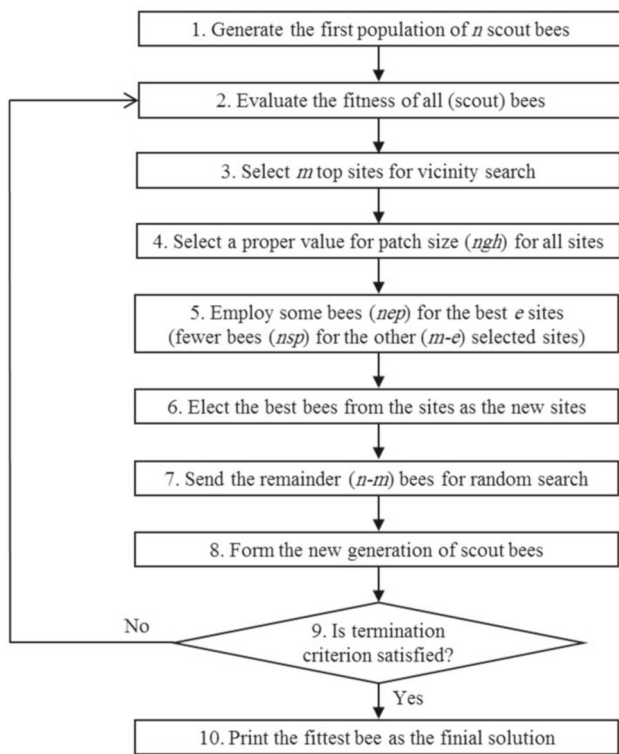 1. Generate the first population of n scout bees
2. Evaluate the fitness of all (scout) bees
3. Select m top sites for vicinity search
4. Select a proper value for patch size (ngh) for all sites
5. Employ some bees (nep) for the best e sites
(fewer bees (nsp) for the other (m-e) selected sites)
6. Elect the best bees from the sites as the new sites
7. Send the remainder (n-m) bees for random search
8. Form the new generation of scout bees
No
9. Is termination
criterion satisfied?
Yes
10. Print the fittest bee as the finial solution